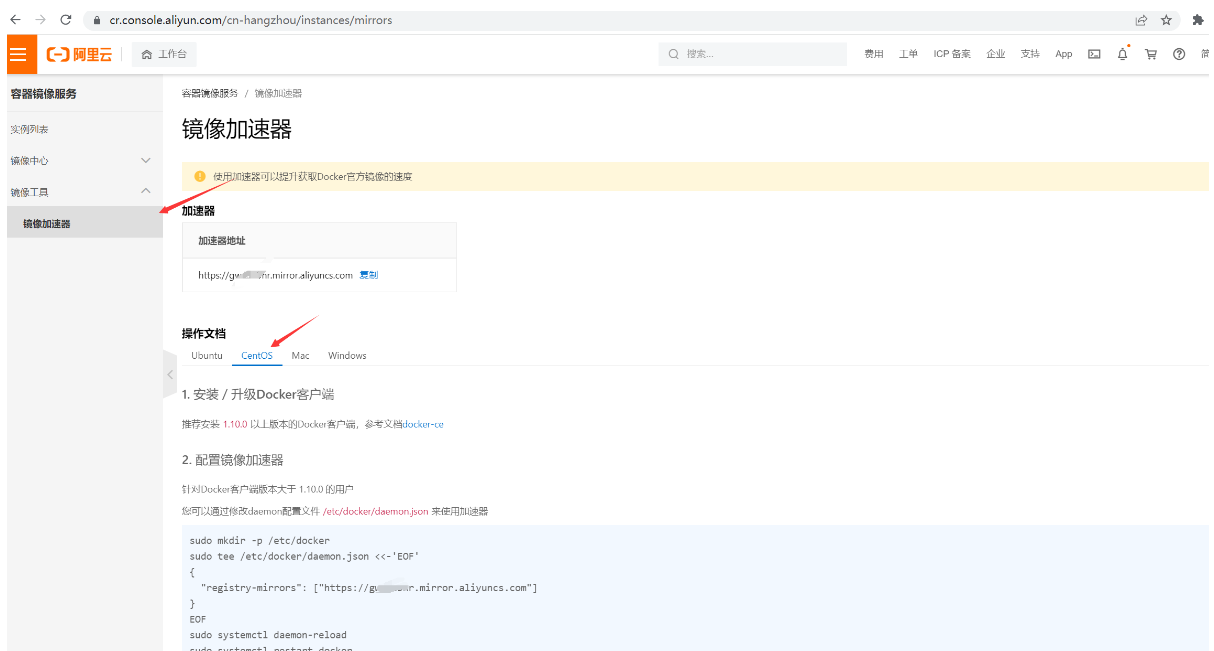 cr.console.aliyun.com/cn-hangzhou/instances/mirrors
阿里云 工作台 搜索... 费用 工单 ICP 备案 企业 支持 App 简
容器镜像服务
容器镜像服务 / 镜像加速器
镜像加速器
实例列表
镜像中心
镜像工具
镜像加速器
使用加速器可以提升获取Docker官方镜像的速度
加速器
加速器地址
https://gw nr.mirror.aliyuncs.com 复制
操作文档
Ubuntu CentOS Mac Windows
1. 安装 / 升级Docker客户端
推荐安装 1.10.0 以上版本的Docker客户端，参考文档docker-ce
2. 配置镜像加速器
针对Docker客户端版本大于 1.10.0 的用户
您可以通过修改daemon配置文件 /etc/docker/daemon.json 来使用加速器
sudo mkdir -p /etc/docker
sudo tee /etc/docker/daemon.json <<-'EOF'
{
"registry-mirrors": ["https://g nr.mirror.aliyuncs.com"]
}
EOF
sudo systemctl daemon-reload
sudo systemctl restart docker